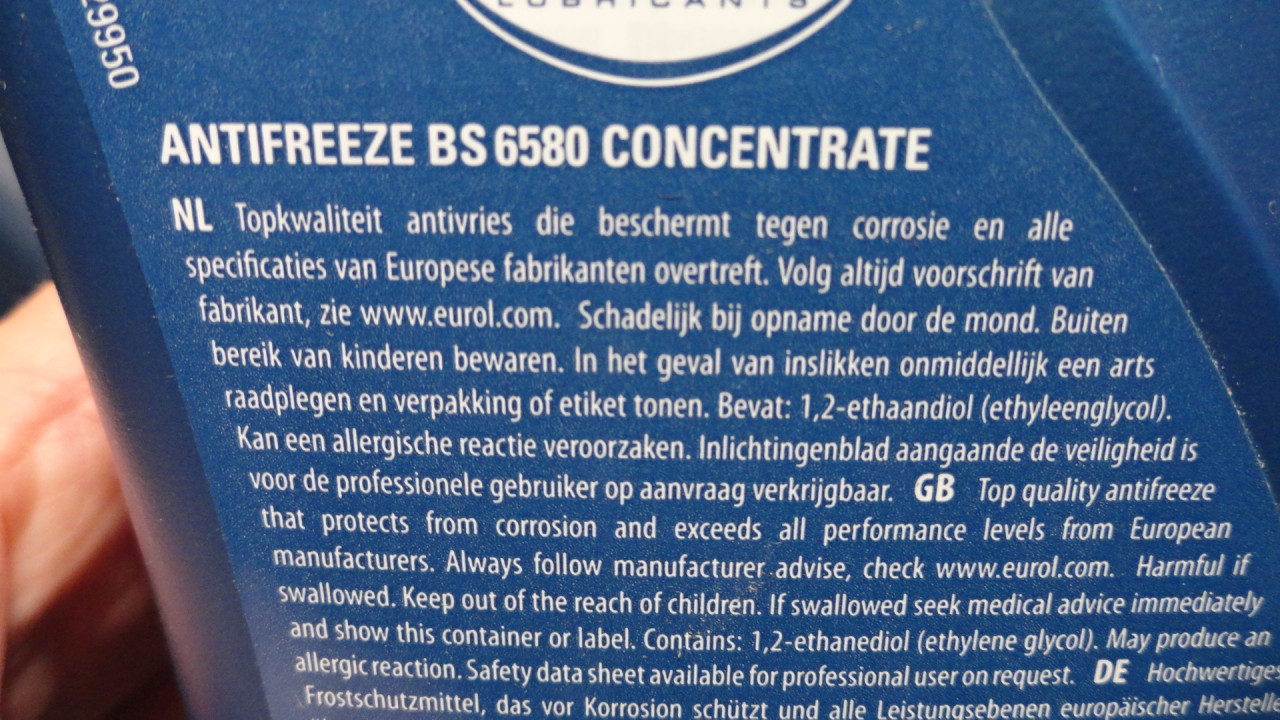 LUBRICANTS
29950
ANTIFREEZE BS 6580 CONCENTRATE
NL Topkwaliteit antivries die beschermt tegen corrosie en alle
specificaties van Europese fabrikanten overtreft. Volg altijd voorschrift van
fabrikant, zie www.eurol.com. Schadelijk bij opname door de mond. Buiten
bereik van kinderen bewaren. In het geval van inslikken onmiddellijk een arts
raadplegen en verpakking of etiket tonen. Bevat: 1,2-ethaandiol (ethyleenglycol).
Kan een allergische reactie veroorzaken. Inlichtingenblad aangaande de veiligheid is
voor de professionele gebruiker op aanvraag verkrijgbaar. GB Top quality antifreeze
that protects from corrosion and exceeds all performance levels from European
manufacturers. Always follow manufacturer advise, check www.eurol.com. Harmful if
swallowed. Keep out of the reach of children. If swallowed seek medical advice immediately
and show this container or label. Contains: 1,2-ethanediol (ethylene glycol). May produce an
allergic reaction. Safety data sheet available for professional user on request. DE Hochwertiges
Frostschutzmittel, das vor Korrosion schützt und alle Leistungsebenen europäischer Herstelle